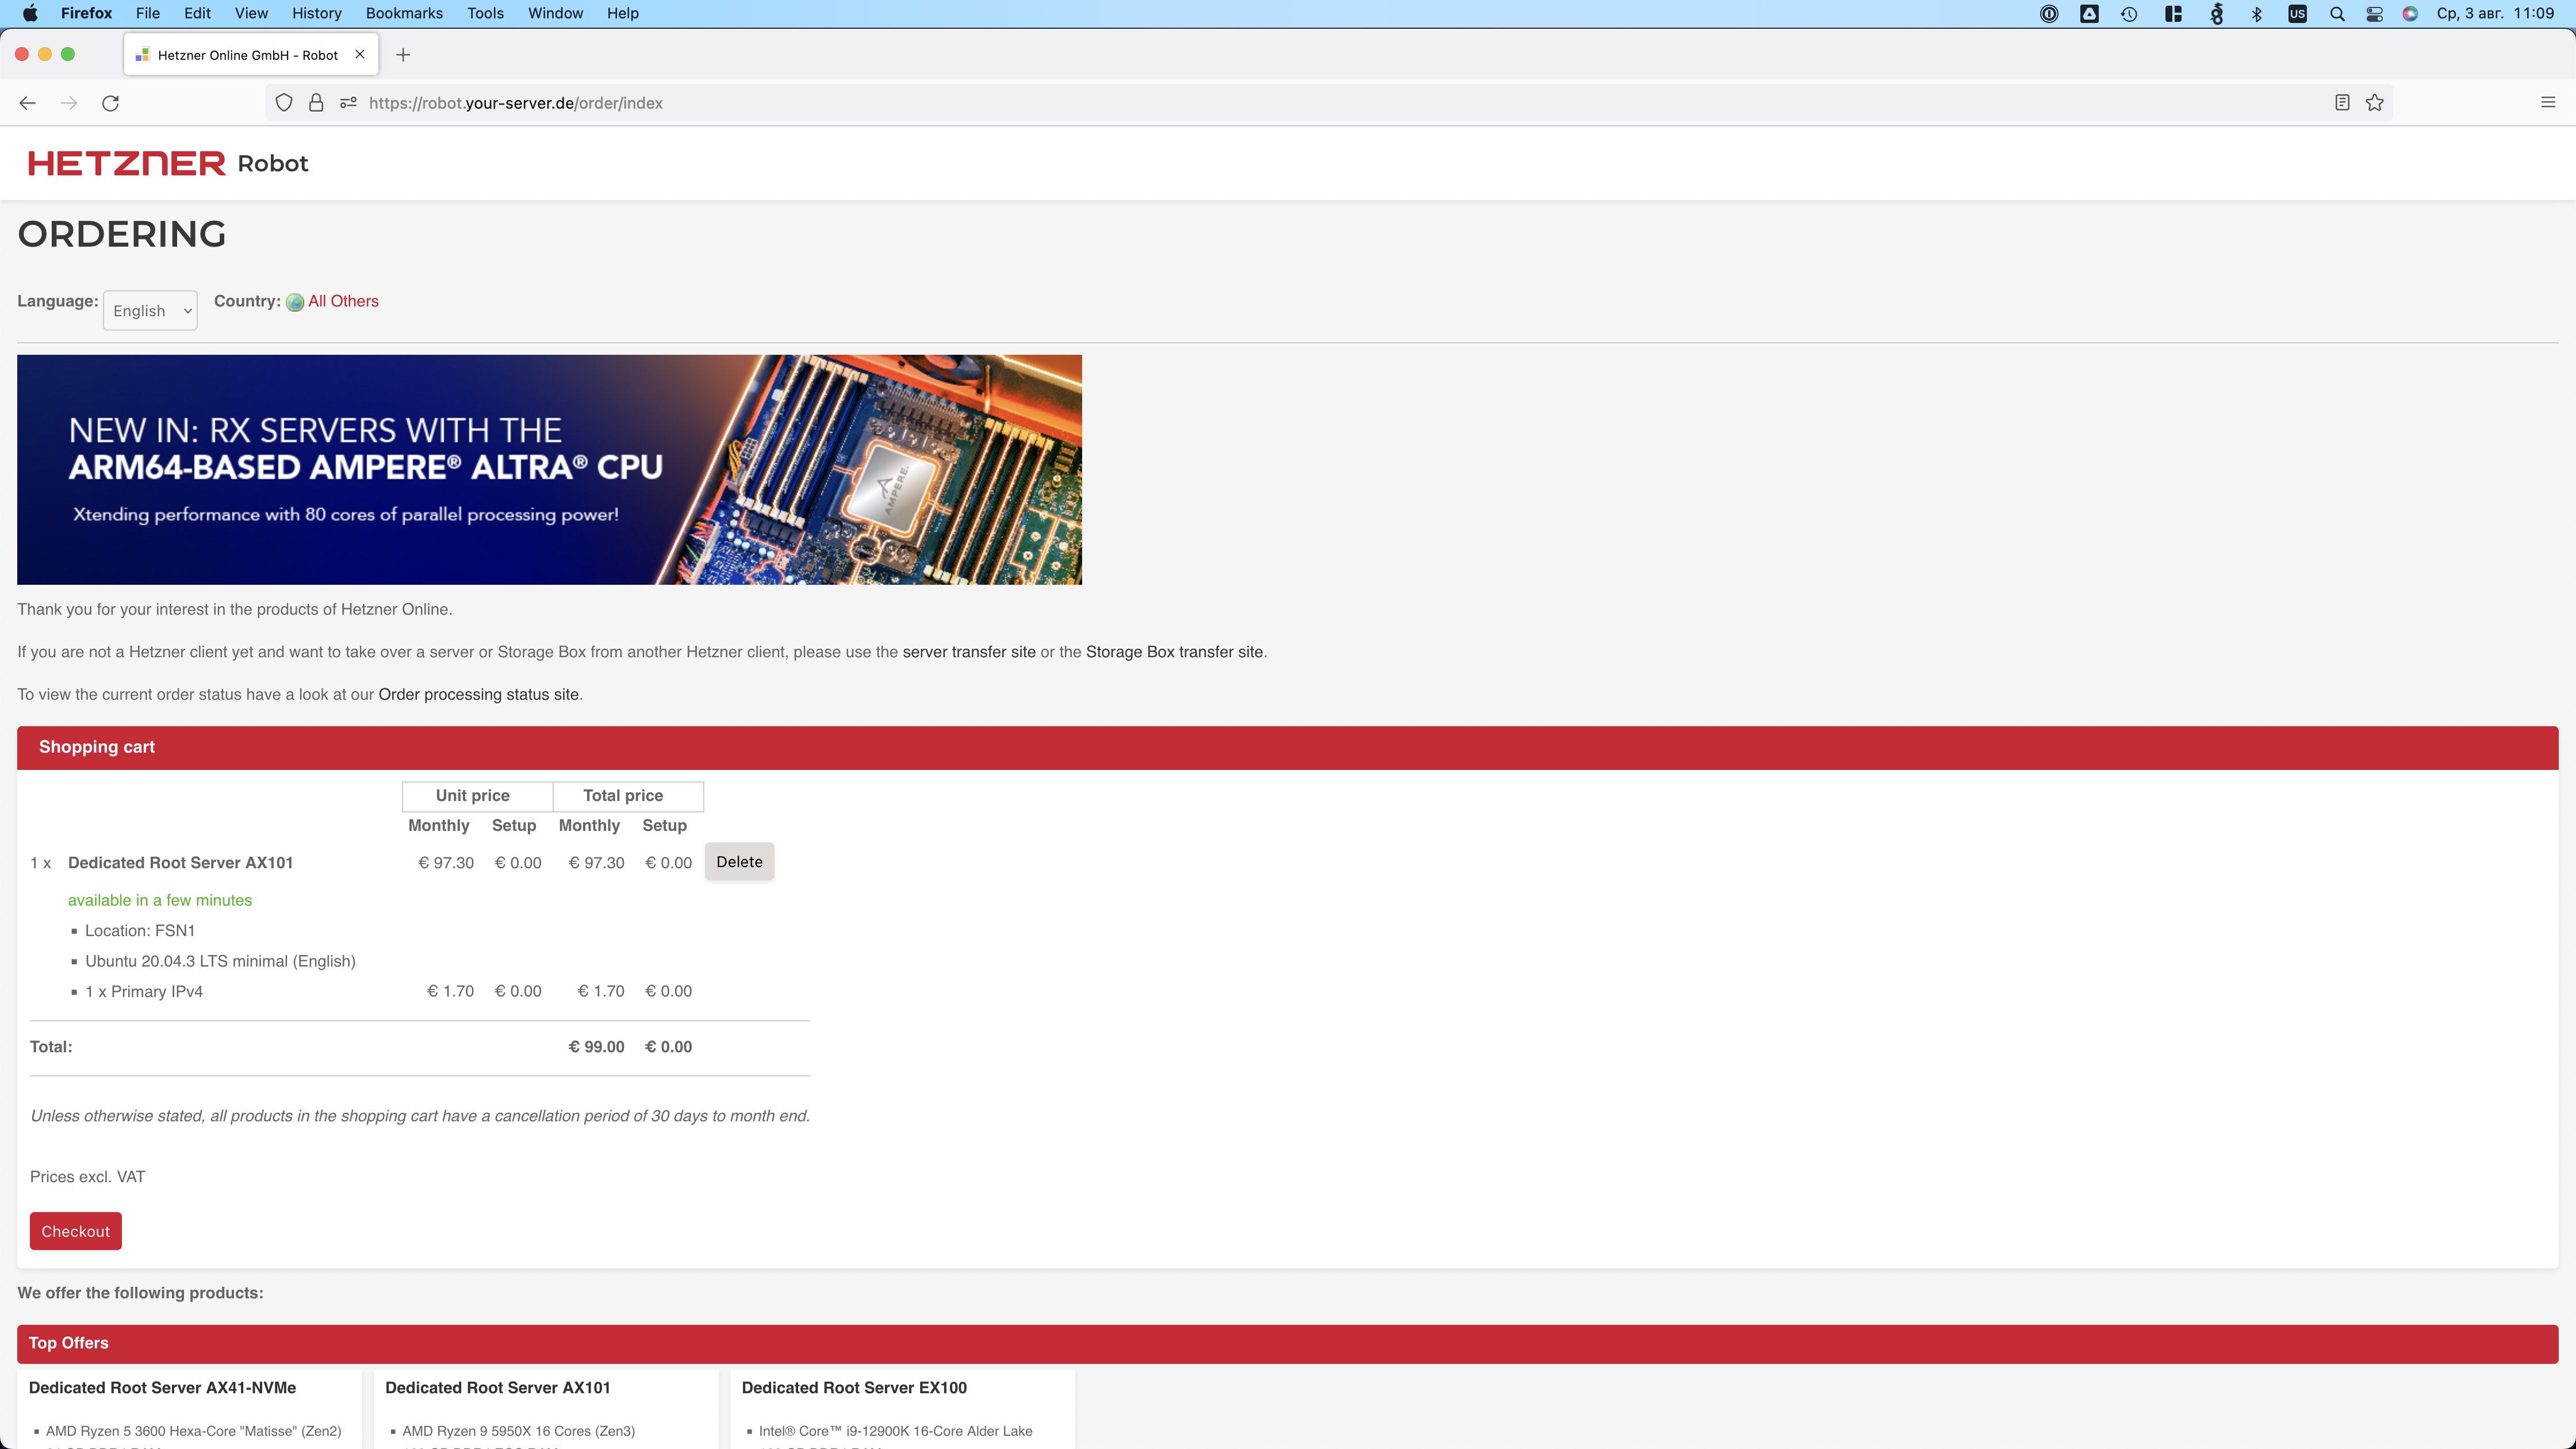 Firefox File Edit View History Bookmarks Tools Window Help US Ср, 3 авг. 11:09
Hetzner Online GmbH - Robot
https://robot.your-server.de/order/index
HETZNER Robot
ORDERING
Language: English Country: All Others
NEW IN: RX SERVERS WITH THE
ARM64-BASED AMPERE® ALTRA® CPU
Xtending performance with 80 cores of parallel processing power!
AMPERE.
Thank you for your interest in the products of Hetzner Online.
If you are not a Hetzner client yet and want to take over a server or Storage Box from another Hetzner client, please use the server transfer site or the Storage Box transfer site.
To view the current order status have a look at our Order processing status site.
Shopping cart
Unit price Total price
Monthly Setup Monthly Setup
1 x Dedicated Root Server AX101 € 97.30 € 0.00 € 97.30 € 0.00 Delete
available in a few minutes
▪ Location: FSN1
▪ Ubuntu 20.04.3 LTS minimal (English)
▪ 1 x Primary IPv4 € 1.70 € 0.00 € 1.70 € 0.00
Total: € 99.00 € 0.00
Unless otherwise stated, all products in the shopping cart have a cancellation period of 30 days to month end.
Prices excl. VAT
Checkout
We offer the following products:
Top Offers
Dedicated Root Server AX41-NVMe
▪ AMD Ryzen 5 3600 Hexa-Core "Matisse" (Zen2)
Dedicated Root Server AX101
▪ AMD Ryzen 9 5950X 16 Cores (Zen3)
Dedicated Root Server EX100
▪ Intel® Core™ i9-12900K 16-Core Alder Lake